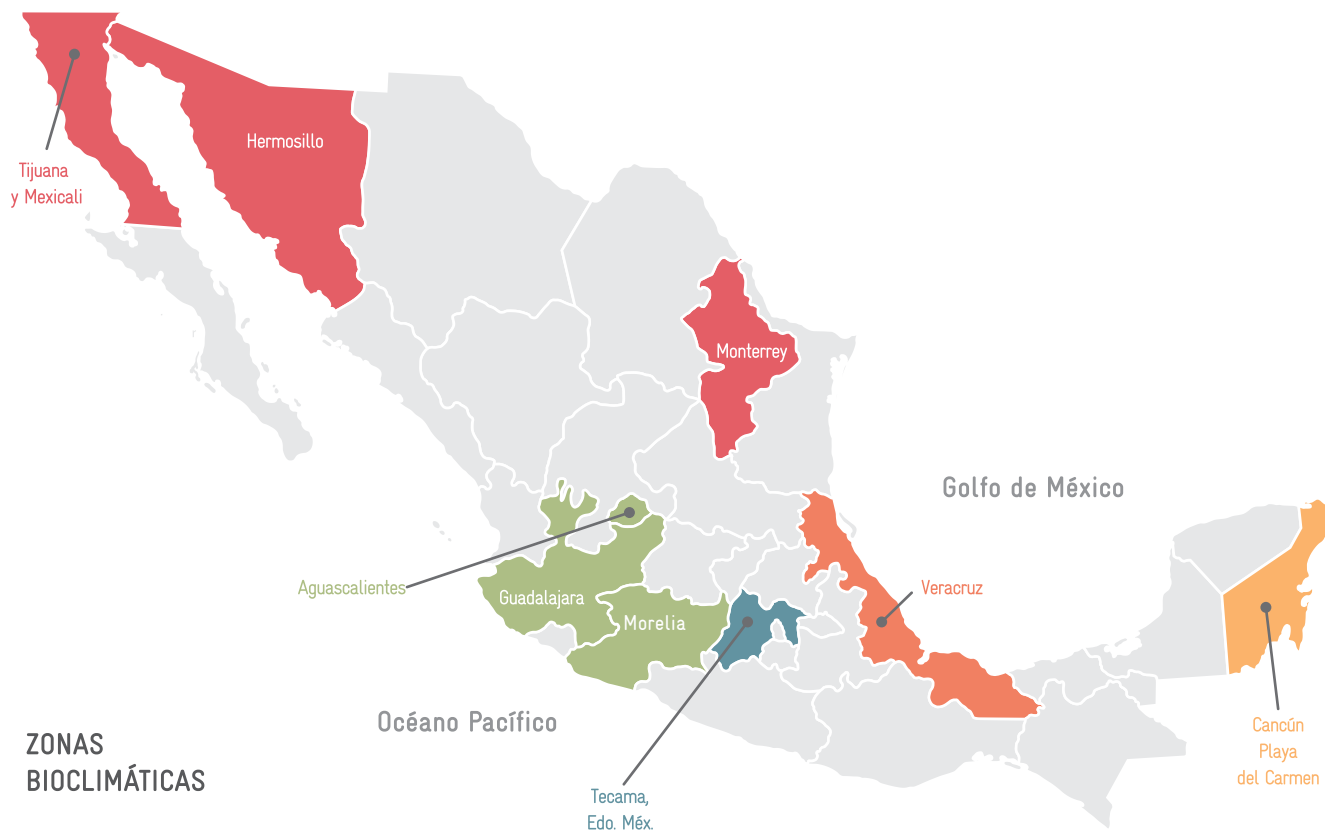 Hermosillo
Tijuana
y Mexicali
Monterrey
Golfo de México
Aguascalientes
Guadalajara
Morelia
Veracruz
Océano Pacífico
Cancún
Playa
del Carmen
ZONAS
BIOCLIMÁTICAS
Tecama,
Edo. Méx.